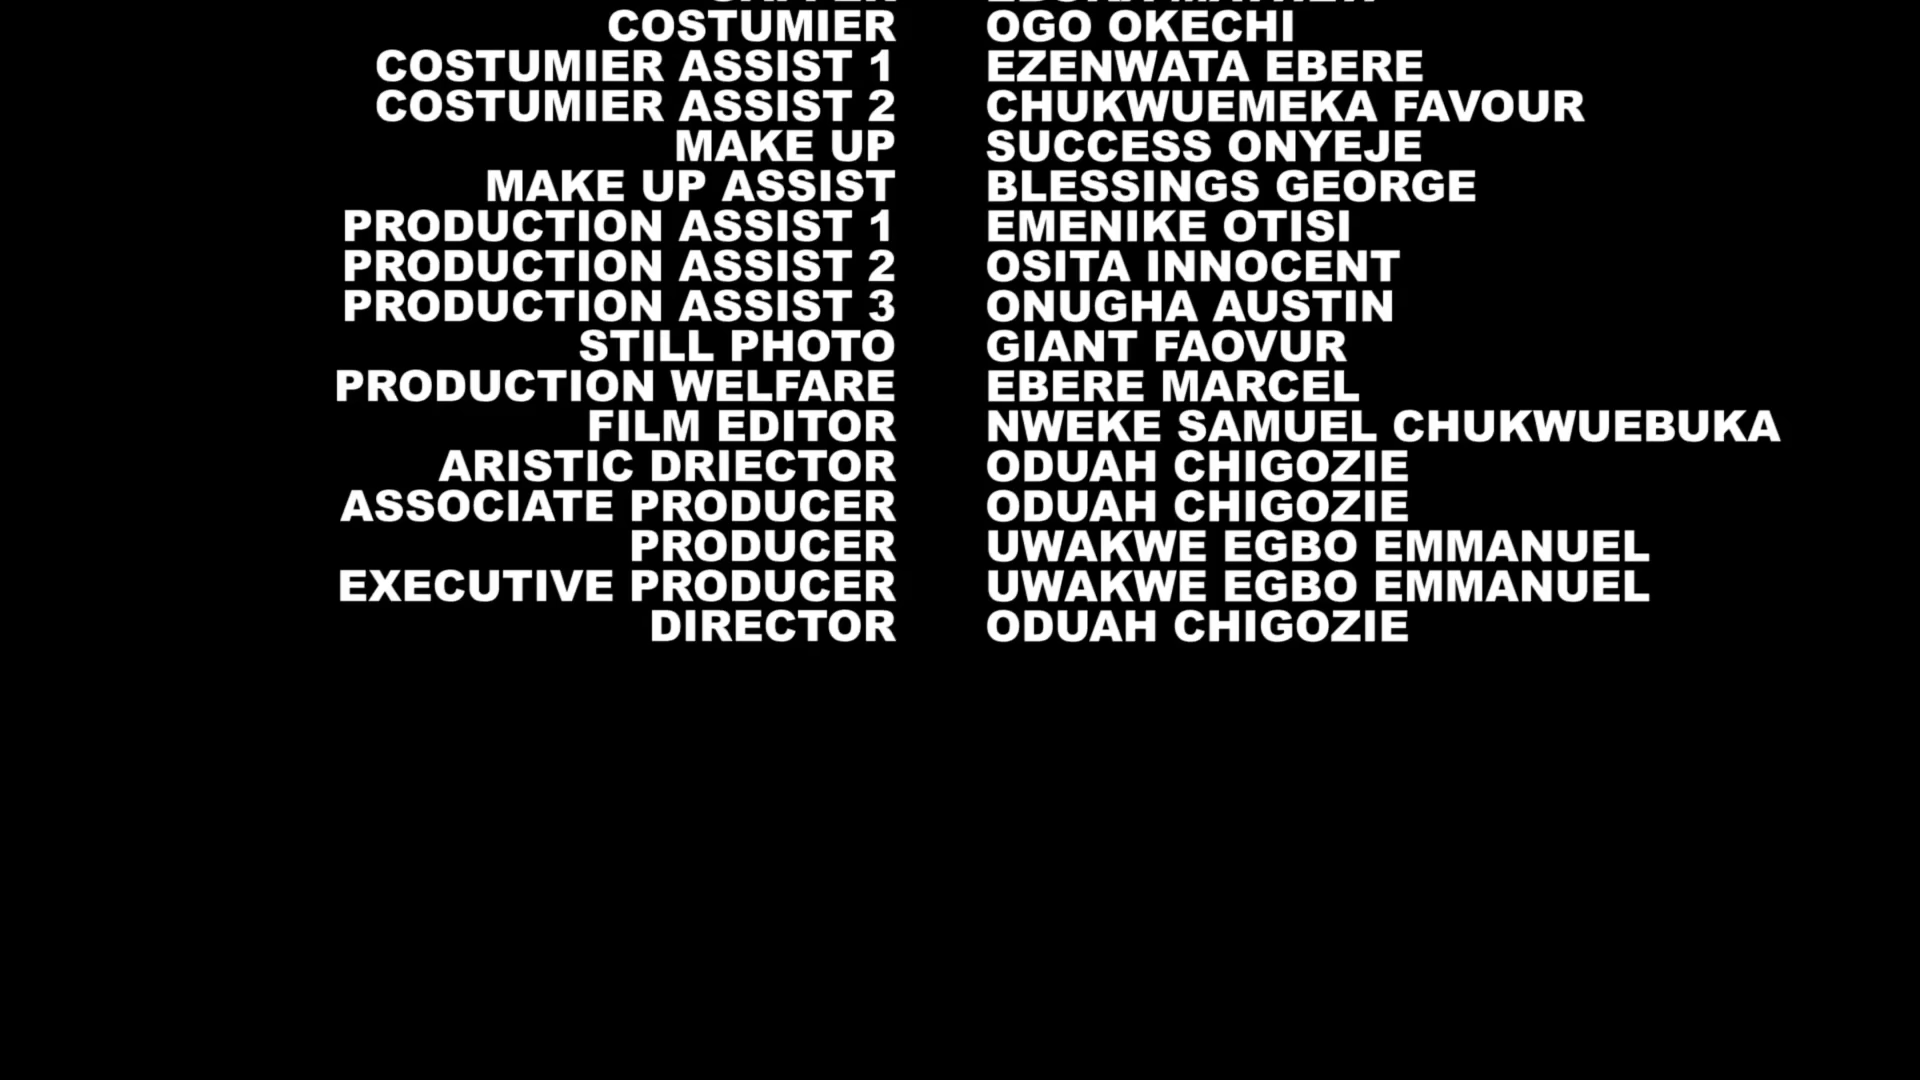 COSTUMIER OGO OKECHI
COSTUMIER ASSIST 1 EZENWATA EBERE
COSTUMIER ASSIST 2 CHUKWUEMEKA FAVOUR
MAKE UP SUCCESS ONYEJE
MAKE UP ASSIST BLESSINGS GEORGE
PRODUCTION ASSIST 1 EMENIKE OTISI
PRODUCTION ASSIST 2 OSITA INNOCENT
PRODUCTION ASSIST 3 ONUGHA AUSTIN
STILL PHOTO GIANT FAOVUR
PRODUCTION WELFARE EBERE MARCEL
FILM EDITOR NWEKE SAMUEL CHUKWUEBUKA
ARISTIC DRIECTOR ODUAH CHIGOZIE
ASSOCIATE PRODUCER ODUAH CHIGOZIE
PRODUCER UWAKWE EGBO EMMANUEL
EXECUTIVE PRODUCER UWAKWE EGBO EMMANUEL
DIRECTOR ODUAH CHIGOZIE